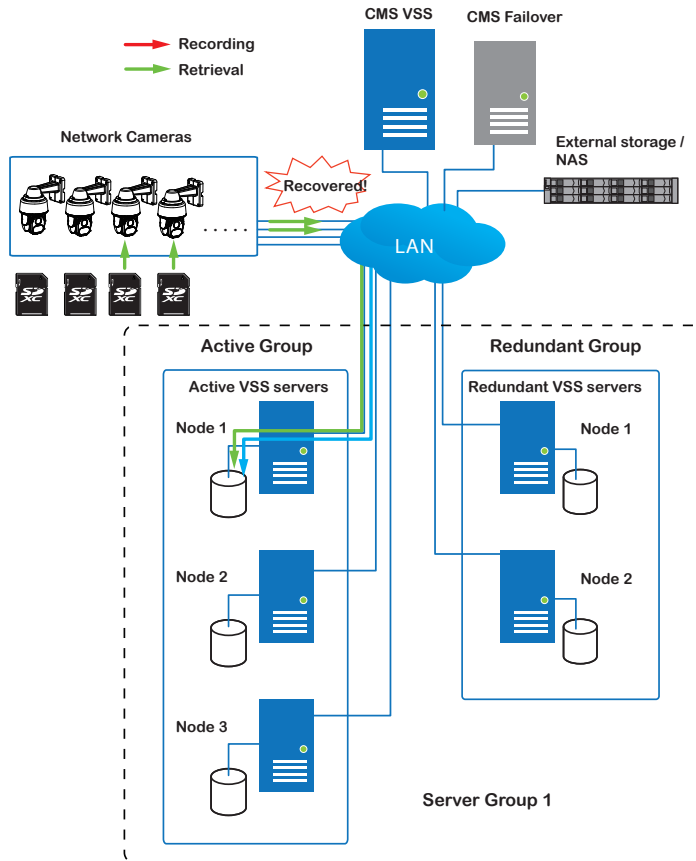 CMS VSS
CMS Failover
Recording
Retrieval
Network Cameras
External storage /
NAS
Recovered!
.....
LAN
SD
XC
SD
XC
SD
XC
SD
XC
Active Group
Redundant Group
Active VSS servers
Redundant VSS servers
Node 1
Node 1
Node 2
Node 2
Node 3
Server Group 1